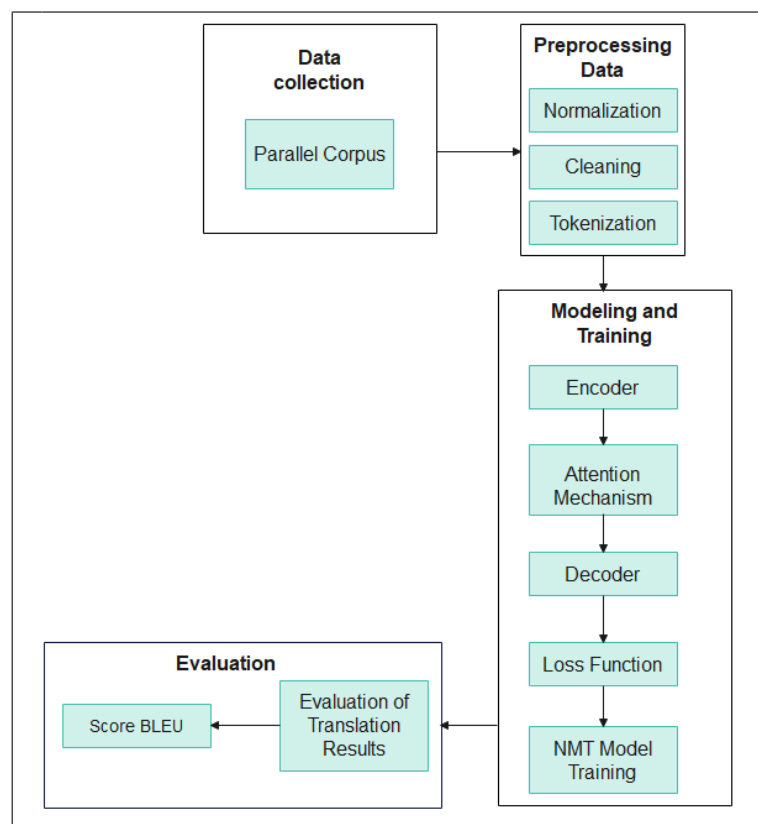 Data
collection
Parallel Corpus
Preprocessing
Data
Normalization
Cleaning
Tokenization
Modeling and
Training
Encoder
Attention
Mechanism
Decoder
Loss Function
NMT Model
Training
Evaluation
Evaluation of
Translation
Results
Score BLEU